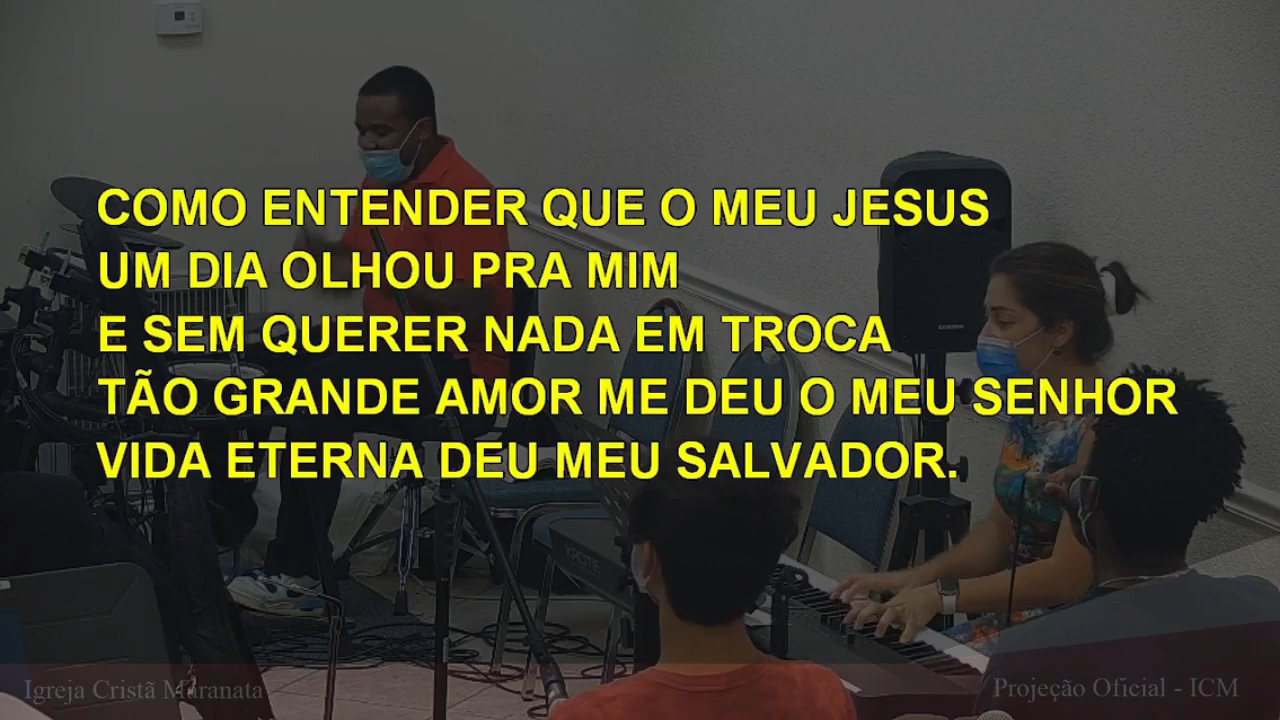 COMO ENTENDER QUE O MEU JESUS
UM DIA OLHOU PRA MIM
E SEM QUERER NADA EM TROCA
TÃO GRANDE AMOR ME DEU O MEU SENHOR
VIDA ETERNA DEU MEU SALVADOR.
Igreja Cristã Maranata
Projeção Oficial - ICM